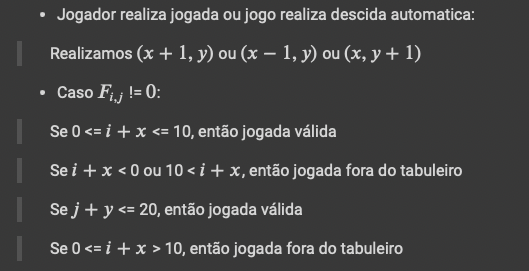 • Jogador realiza jogada ou jogo realiza descida automatica:
Realizamos (x + 1, y) ou (x − 1, y) ou (x, y + 1)
• Caso F_{i,j} != 0:
Se 0 <= i + x <= 10, então jogada válida
Se i + x < 0 ou 10 < i + x, então jogada fora do tabuleiro
Se j + y <= 20, então jogada válida
Se 0 <= i + x > 10, então jogada fora do tabuleiro